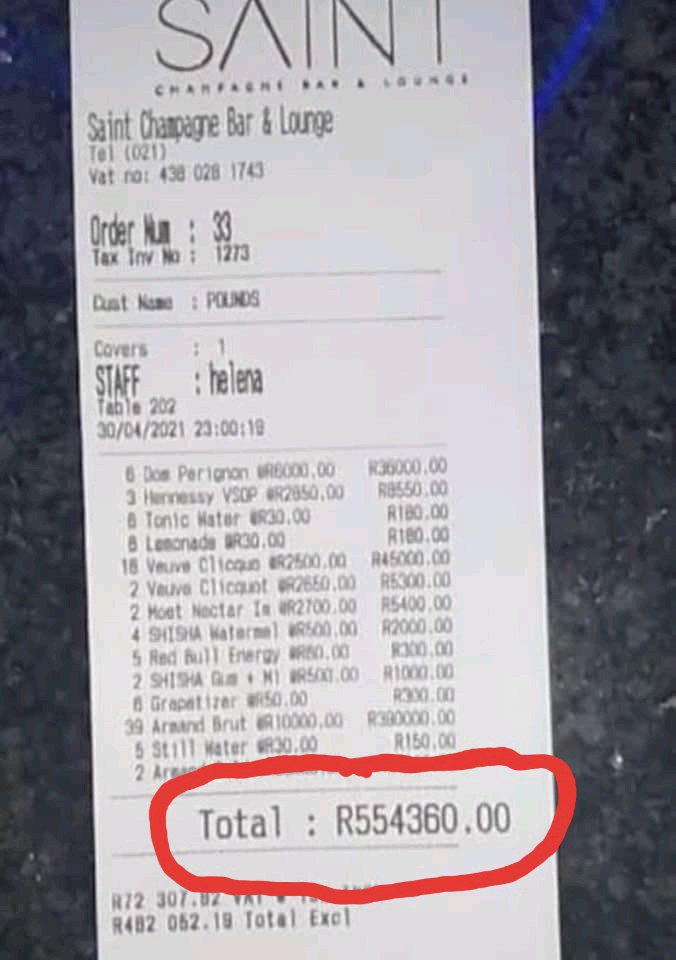 SAINT
CHAMPAGNE BAR & LOUNGE
Saint Champagne Bar & Lounge
Tel (021)
Vat no: 438 028 1743
Order Num : 33
Tax Inv No : 1273
Cust Name : POUNDS
Covers : 1
STAFF : helena
Table 202
30/04/2021 23:00:19
6 Dom Perignon @R6000.00 R36000.00
3 Hennessy VSOP @R2850.00 R8550.00
6 Tonic Water @R30.00 R180.00
6 Lemonade @R30.00 R180.00
18 Veuve Clicquo @R2500.00 R45000.00
2 Veuve Clicquot @R2650.00 R5300.00
2 Moet Nectar Im @R2700.00 R5400.00
4 SHISHA Watermel @R500.00 R2000.00
5 Red Bull Energy @R60.00 R300.00
2 SHISHA Gum + Mi @R500.00 R1000.00
6 Grapetizer @R50.00 R300.00
39 Armand Brut @R10000.00 R390000.00
5 Still Water @R30.00 R150.00
2
Total : R554360.00
R72 307.82 VAT
R482 052.19 Total Excl